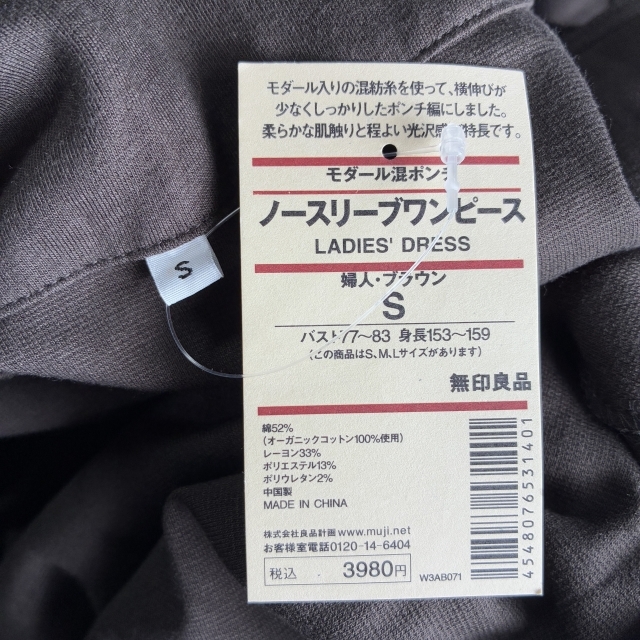 モダール入りの混紡糸を使って、横伸びが
少なくしっかりしたポンチ編にしました。
柔らかな肌触りと程よい光沢感が特長です。
モダール混ポンチ
ノースリーブワンピース
LADIES' DRESS
婦人・ブラウン
S
バスト77～83 身長153～159
(この商品はS、M、Lサイズがあります)
無印良品
綿52%
(オーガニックコットン100%使用)
レーヨン33%
ポリエステル13%
ポリウレタン2%
中国製
MADE IN CHINA
株式会社良品計画 www.muji.net
お客様室電話0120-14-6404
税込 3980円
W3AB071
4548076531401
S